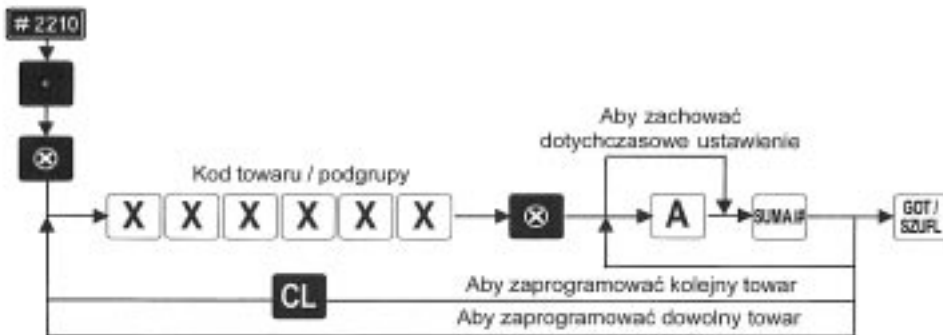 #2210
•
⊗
Aby zachować
dotychczasowe ustawienie
Kod towaru / podgrupy
X X X X X X ⊗ A SUMA/# GOT / SZUFL
Aby zaprogramować kolejny towar
CL
Aby zaprogramować dowolny towar